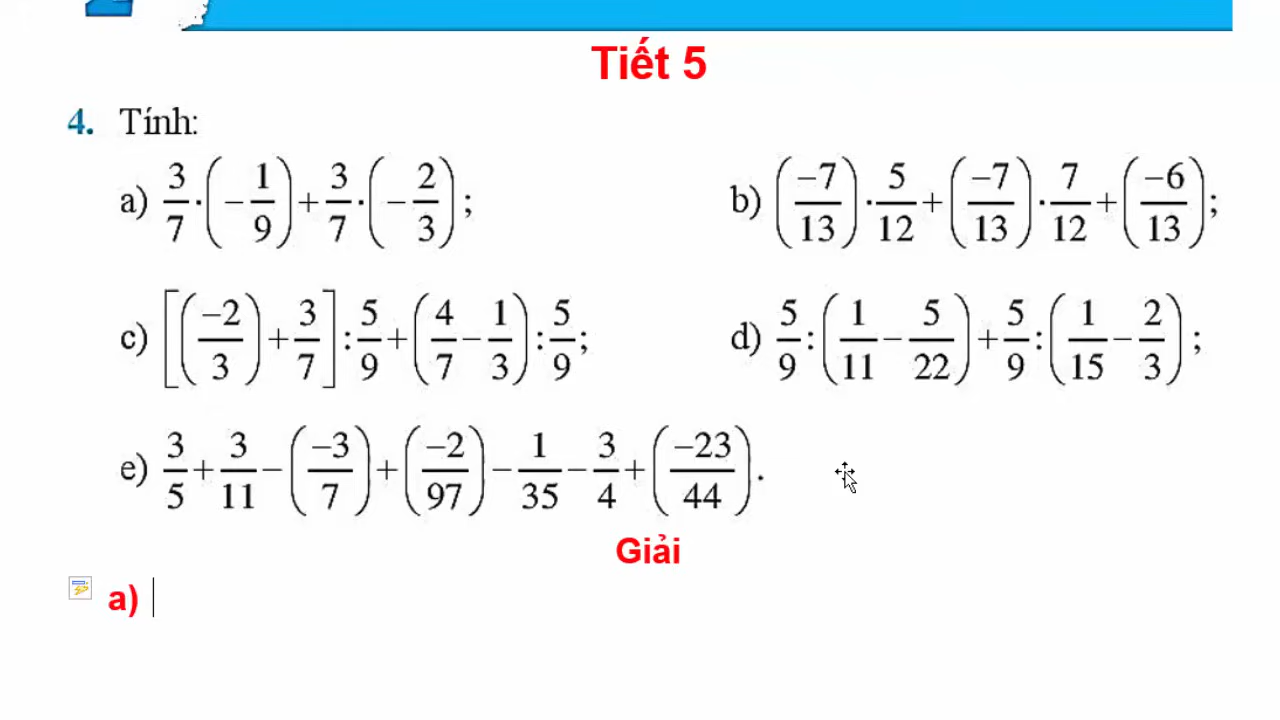 Tiết 5
4. Tính:
a) 3/7 · (− 1/9) + 3/7 · (− 2/3) ;
b) (−7/13) · 5/12 + (−7/13) · 7/12 + (−6/13) ;
c) [(−2/3) + 3/7] : 5/9 + (4/7 − 1/3) : 5/9 ;
d) 5/9 : (1/11 − 5/22) + 5/9 : (1/15 − 2/3) ;
e) 3/5 + 3/11 − (−3/7) + (−2/97) − 1/35 − 3/4 + (−23/44) .
Giải
a)